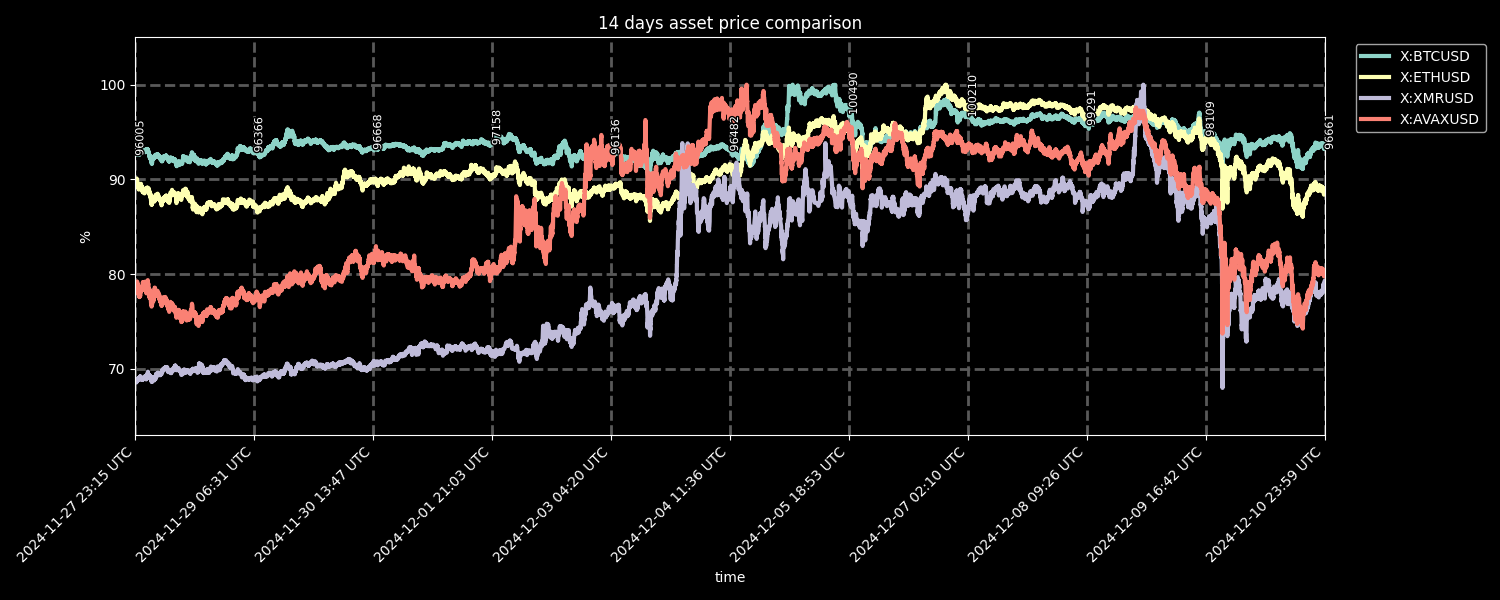 14 days asset price comparison
X:BTCUSD
X:ETHUSD
X:XMRUSD
X:AVAXUSD
%
100
90
80
70
96005
96366
96668
97158
96136
96482
100490
100210
99291
98109
96661
2024-11-27 23:15 UTC
2024-11-29 06:31 UTC
2024-11-30 13:47 UTC
2024-12-01 21:03 UTC
2024-12-03 04:20 UTC
2024-12-04 11:36 UTC
2024-12-05 18:53 UTC
2024-12-07 02:10 UTC
2024-12-08 09:26 UTC
2024-12-09 16:42 UTC
2024-12-10 23:59 UTC
time